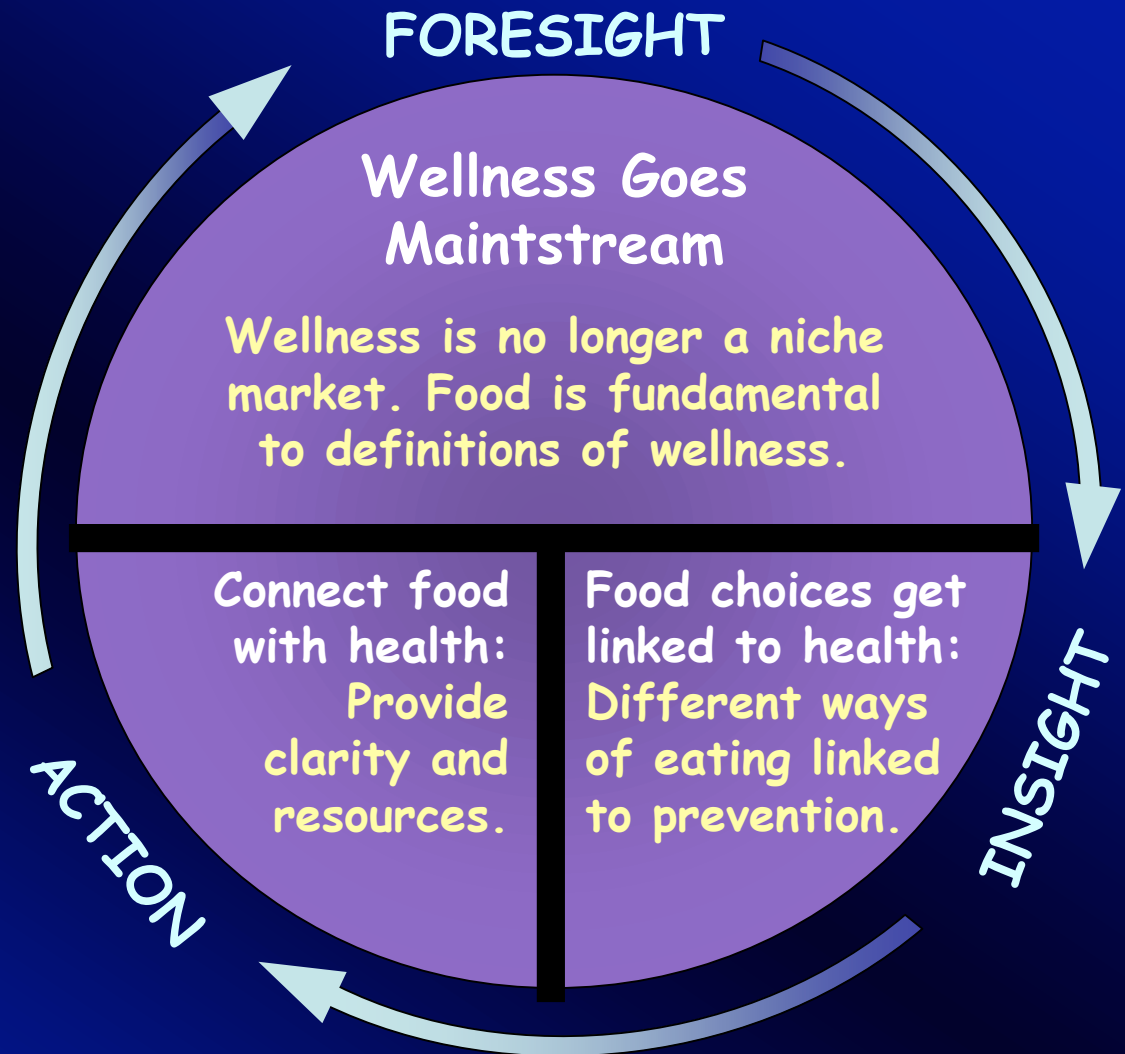 FORESIGHT
Wellness Goes
Maintstream
Wellness is no longer a niche
market. Food is fundamental
to definitions of wellness.
Food choices get
linked to health:
Different ways
of eating linked
to prevention.
INSIGHT
Connect food
with health:
Provide
clarity and
resources.
ACTION